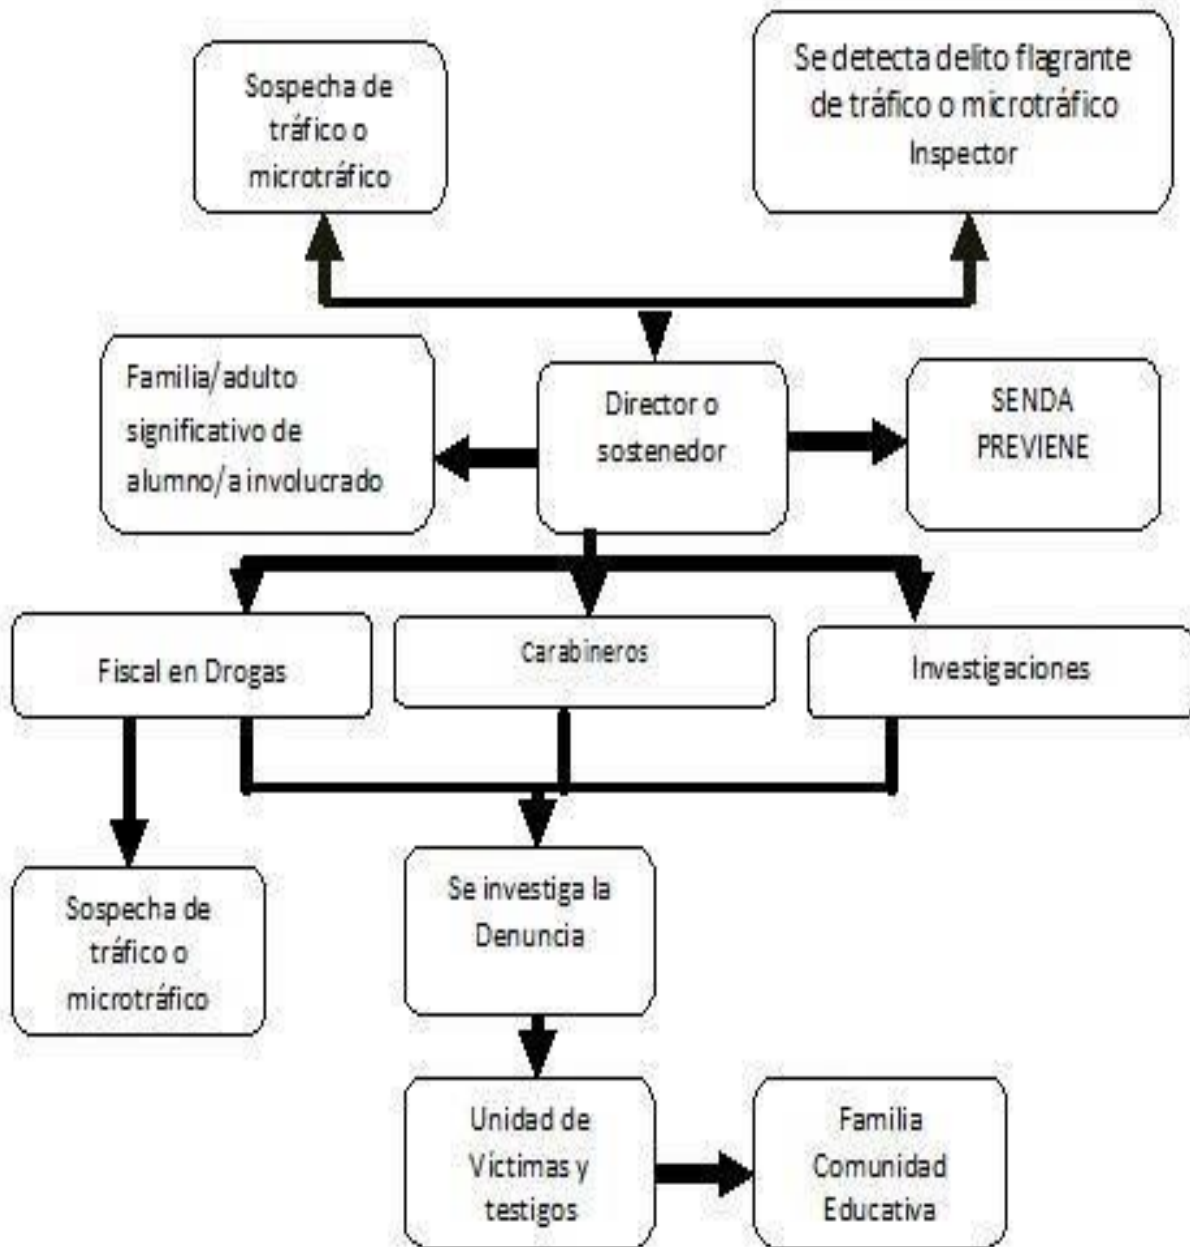 Sospecha de
tráfico o
microtráfico
Se detecta delito flagrante
de tráfico o microtráfico
Inspector
Familia/adulto
significativo de
alumno/a involucrado
Director o
sostenedor
SENDA
PREVIENE
Fiscal en Drogas
Carabineros
Investigaciones
Sospecha de
tráfico o
microtráfico
Se investiga la
Denuncia
Unidad de
Víctimas y
testigos
Familia
Comunidad
Educativa